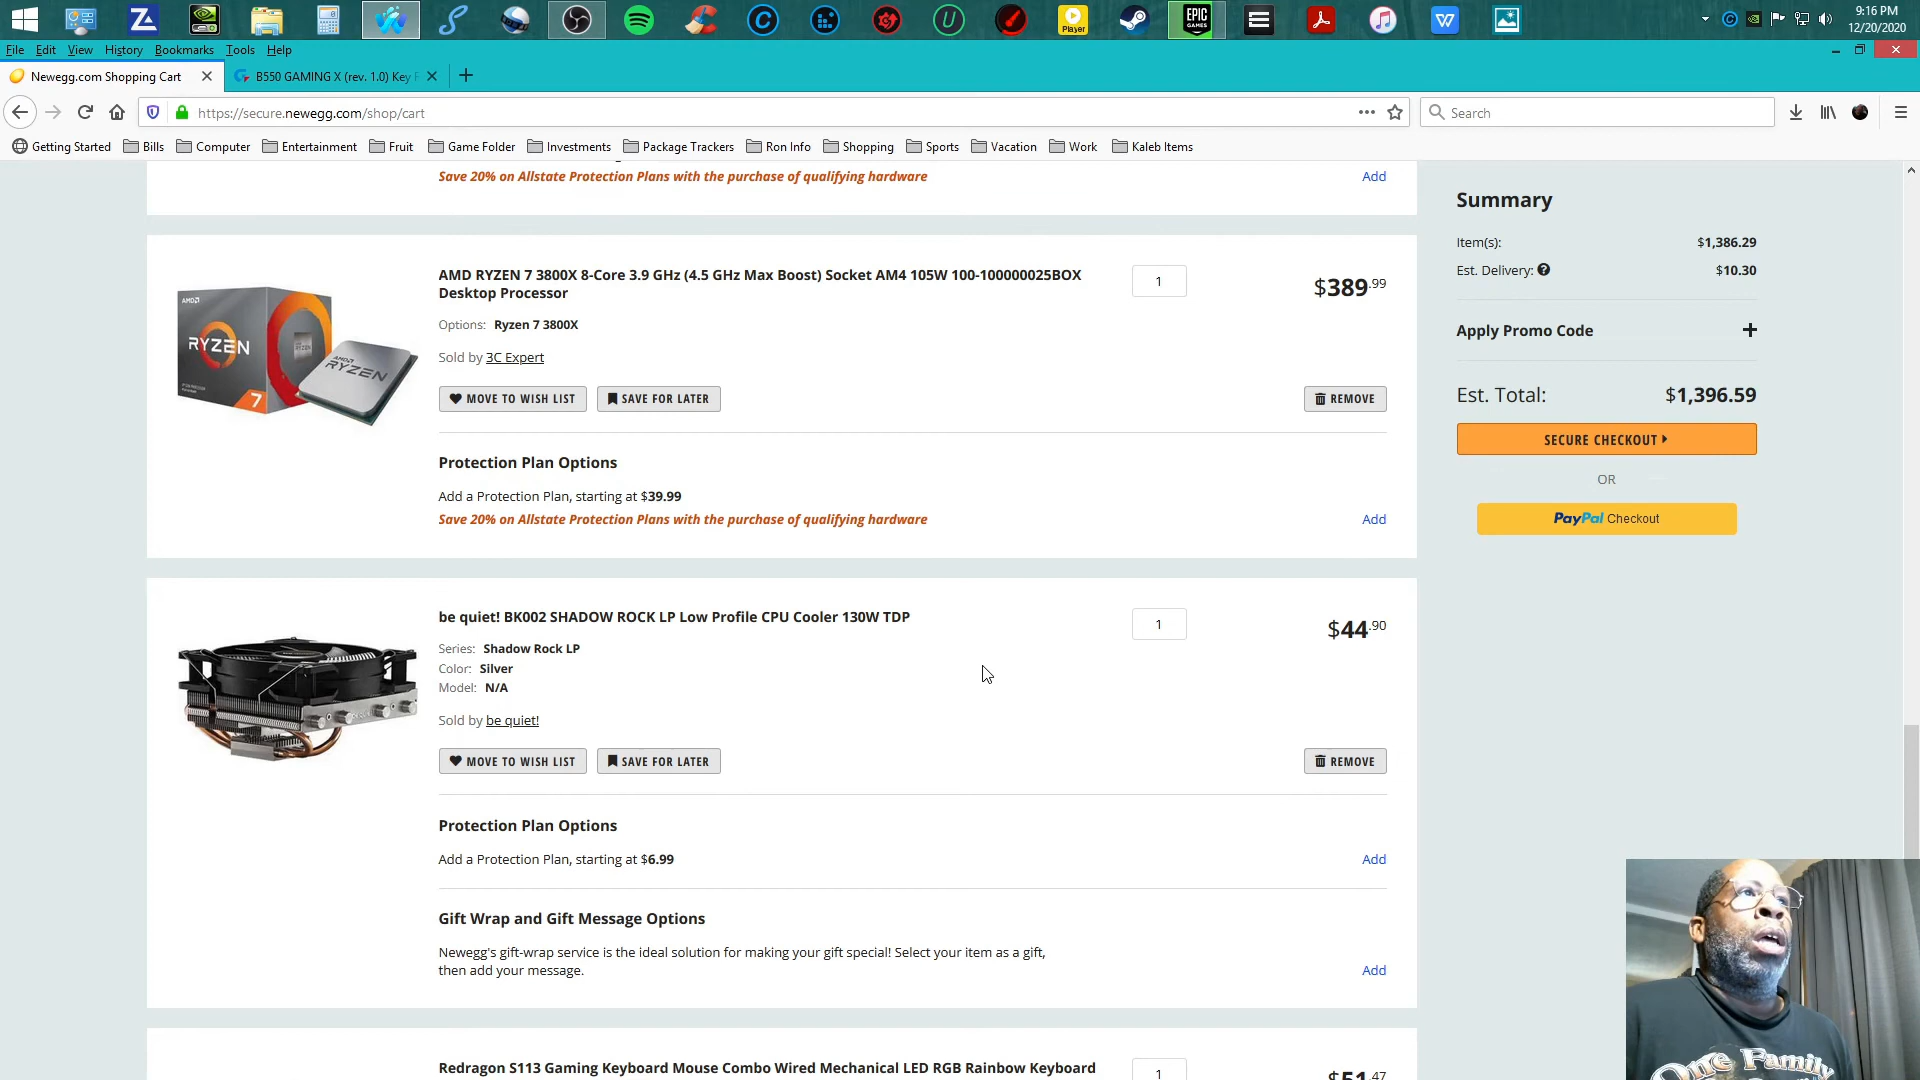 EPIC GAMES
Player
W
9:16 PM
12/20/2020
File Edit View History Bookmarks Tools Help
Newegg.com Shopping Cart
B550 GAMING X (rev. 1.0) Key
https://secure.newegg.com/shop/cart
Search
Getting Started Bills Computer Entertainment Fruit Game Folder Investments Package Trackers Ron Info Shopping Sports Vacation Work Kaleb Items
Save 20% on Allstate Protection Plans with the purchase of qualifying hardware Add
Summary
Item(s): $1,386.29
Est. Delivery: $10.30
Apply Promo Code
Est. Total: $1,396.59
SECURE CHECKOUT
OR
PayPal Checkout
AMD RYZEN 7 3800X 8-Core 3.9 GHz (4.5 GHz Max Boost) Socket AM4 105W 100-100000025BOX
Desktop Processor
1
$389.99
AMD
RYZEN
7
RYZEN
Options: Ryzen 7 3800X
Sold by 3C Expert
MOVE TO WISH LIST SAVE FOR LATER REMOVE
Protection Plan Options
Add a Protection Plan, starting at $39.99
Save 20% on Allstate Protection Plans with the purchase of qualifying hardware Add
be quiet! BK002 SHADOW ROCK LP Low Profile CPU Cooler 130W TDP
1
$44.90
Series: Shadow Rock LP
Color: Silver
Model: N/A
Sold by be quiet!
MOVE TO WISH LIST SAVE FOR LATER REMOVE
Protection Plan Options
Add a Protection Plan, starting at $6.99 Add
Gift Wrap and Gift Message Options
Newegg's gift-wrap service is the ideal solution for making your gift special! Select your item as a gift,
then add your message. Add
Redragon S113 Gaming Keyboard Mouse Combo Wired Mechanical LED RGB Rainbow Keyboard
1
$51.47
One Family